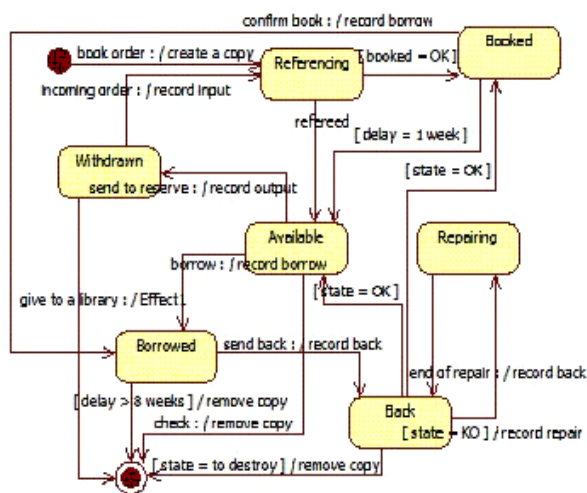 confirm book : / record borrow
Booked
book order : / create a copy
[ booked = OK]
Referencing
incoming order : / record input
refereed
[ delay = 1 week ]
Withdrawn
[ state = OK ]
send to reserve : / record output
Available
Repairing
borrow : / record borrow
[ state = OK ]
give to a library : / Effect1
Borrowed
send back : / record back
end of repair : / record back
[ delay > 8 weeks ] / remove copy
Back
check : / remove copy
[ state = KO ] / record repair
[ state = to destroy ] / remove copy